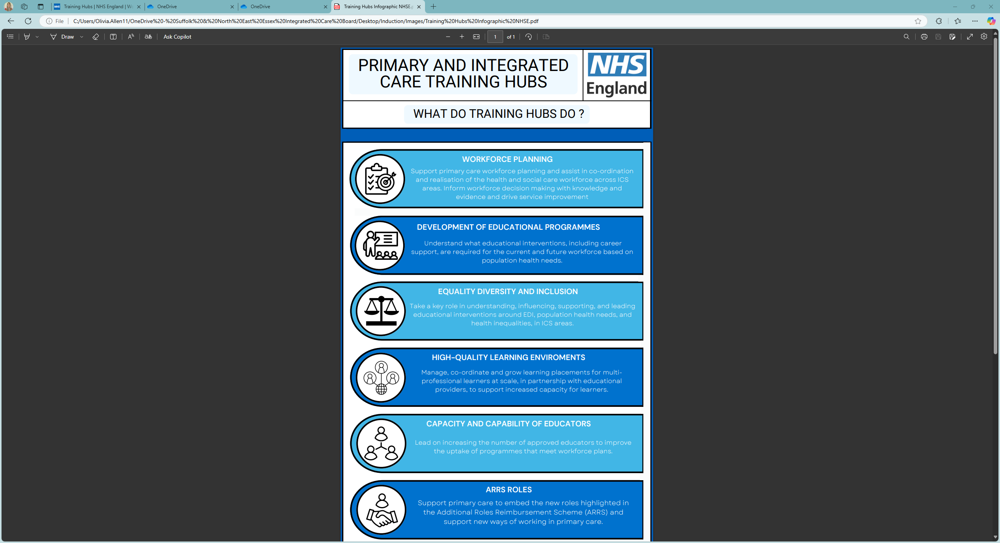 Training Hubs | NHS England | Wo
OneDrive
OneDrive
Training Hubs Infographic NHSE.p
File
C:/Users/Olivia.Allen11/OneDrive%20-%20Suffolk%20&%20North%20East%20Essex%20Integrated%20Care%20Board/Desktop/Induction/Images/Training%20Hubs%20Infographic%20NHSE.pdf
Draw
Ask Copilot
1 of 1
PRIMARY AND INTEGRATED
CARE TRAINING HUBS
NHS
England
WHAT DO TRAINING HUBS DO ?
WORKFORCE PLANNING
Support primary care workforce planning and assist in co-ordination
and realisation of the health and social care workforce across ICS
areas. Inform workforce decision making with knowledge and
evidence and drive service improvement
DEVELOPMENT OF EDUCATIONAL PROGRAMMES
Understand what educational interventions, including career
support, are required for the current and future workforce based on
population health needs.
EQUALITY DIVERSITY AND INCLUSION
Take a key role in understanding, influencing, supporting, and leading
educational interventions around EDI, population health needs, and
health inequalities, in ICS areas.
HIGH-QUALITY LEARNING ENVIROMENTS
Manage, co-ordinate and grow learning placements for multi-
professional learners at scale, in partnership with educational
providers, to support increased capacity for learners.
CAPACITY AND CAPABILITY OF EDUCATORS
Lead on increasing the number of approved educators to improve
the uptake of programmes that meet workforce plans.
ARRS ROLES
Support primary care to embed the new roles highlighted in
the Additional Roles Reimbursement Scheme (ARRS) and
support new ways of working in primary care.